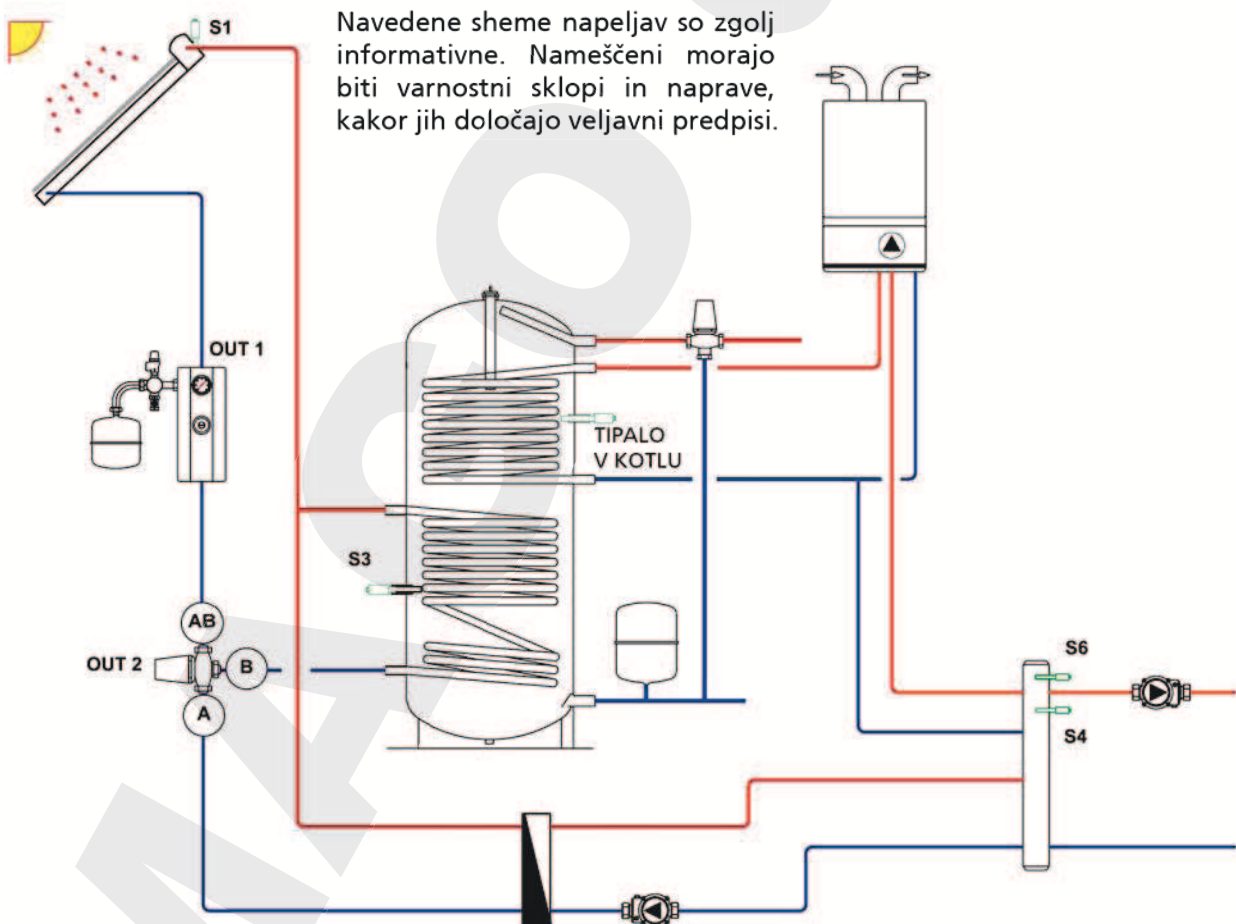 S1
Navedene sheme napeljav so zgolj
informativne. Nameščeni morajo
biti varnostni sklopi in naprave,
kakor jih določajo veljavni predpisi.
OUT 1
TIPALO
V KOTLU
S3
AB
OUT 2
B
A
S6
S4